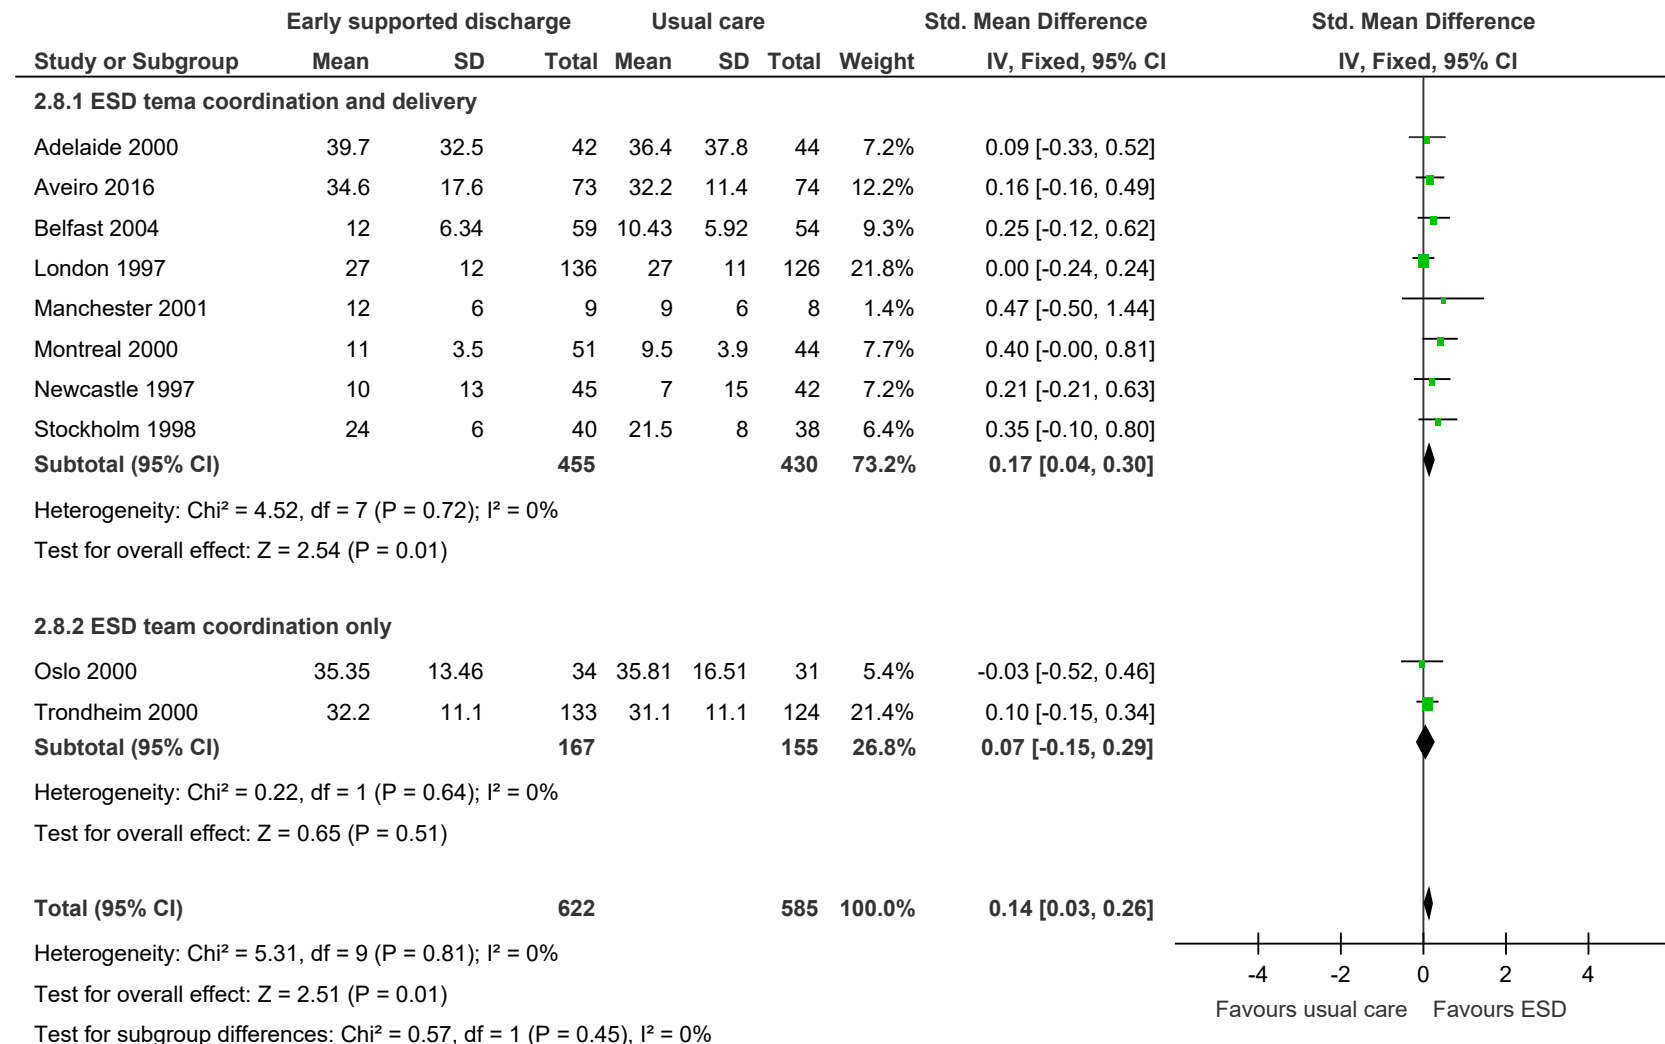 Early supported discharge Usual care Std. Mean Difference Std. Mean Difference
Study or Subgroup Mean SD Total Mean SD Total Weight IV, Fixed, 95% CI IV, Fixed, 95% CI
2.8.1 ESD tema coordination and delivery
Adelaide 2000 39.7 32.5 42 36.4 37.8 44 7.2% 0.09 [-0.33, 0.52]
Aveiro 2016 34.6 17.6 73 32.2 11.4 74 12.2% 0.16 [-0.16, 0.49]
Belfast 2004 12 6.34 59 10.43 5.92 54 9.3% 0.25 [-0.12, 0.62]
London 1997 27 12 136 27 11 126 21.8% 0.00 [-0.24, 0.24]
Manchester 2001 12 6 9 9 6 8 1.4% 0.47 [-0.50, 1.44]
Montreal 2000 11 3.5 51 9.5 3.9 44 7.7% 0.40 [-0.00, 0.81]
Newcastle 1997 10 13 45 7 15 42 7.2% 0.21 [-0.21, 0.63]
Stockholm 1998 24 6 40 21.5 8 38 6.4% 0.35 [-0.10, 0.80]
Subtotal (95% CI) 455 430 73.2% 0.17 [0.04, 0.30]
Heterogeneity: Chi² = 4.52, df = 7 (P = 0.72); I² = 0%
Test for overall effect: Z = 2.54 (P = 0.01)
2.8.2 ESD team coordination only
Oslo 2000 35.35 13.46 34 35.81 16.51 31 5.4% -0.03 [-0.52, 0.46]
Trondheim 2000 32.2 11.1 133 31.1 11.1 124 21.4% 0.10 [-0.15, 0.34]
Subtotal (95% CI) 167 155 26.8% 0.07 [-0.15, 0.29]
Heterogeneity: Chi² = 0.22, df = 1 (P = 0.64); I² = 0%
Test for overall effect: Z = 0.65 (P = 0.51)
Total (95% CI) 622 585 100.0% 0.14 [0.03, 0.26]
Heterogeneity: Chi² = 5.31, df = 9 (P = 0.81); I² = 0%
Test for overall effect: Z = 2.51 (P = 0.01)
Test for subgroup differences: Chi² = 0.57, df = 1 (P = 0.45), I² = 0%
-4 -2 0 2 4
Favours usual care Favours ESD